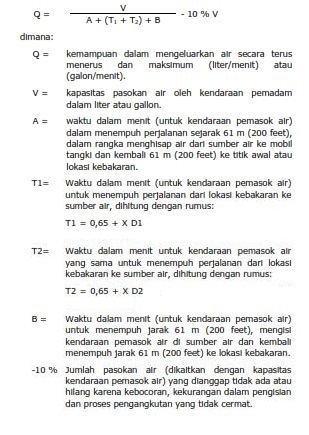 Q = V
A + (T₁ + T₂) + B - 10 % V
dimana:
Q = kemampuan dalam mengeluarkan air secara terus
menerus dan maksimum (liter/menit) atau
(galon/menit).
V = kapasitas pasokan air oleh kendaraan pemadam
dalam liter atau gallon.
A = waktu dalam menit (untuk kendaraan pemasok air)
dalam menempuh perjalanan sejarak 61 m (200 feet),
dalam rangka menghisap air dari sumber air ke mobil
tangki dan kembali 61 m (200 feet) ke titik awal atau
lokasi kebakaran.
T1= Waktu dalam menit (untuk kendaraan pemasok air)
untuk menempuh perjalanan dari lokasi kebakaran ke
sumber air, dihitung dengan rumus:
T1 = 0,65 + X D1
T2= Waktu dalam menit untuk kendaraan pemasok air
yang sama untuk menempuh perjalanan dari lokasi
kebakaran ke sumber air, dihitung dengan rumus:
T2 = 0,65 + X D2
B = Waktu dalam menit (untuk kendaraan pemasok air)
untuk menempuh jarak 61 m (200 feet), mengisi
kendaraan pemasok air di sumber air dan kembali
menempuh jarak 61 m (200 feet) ke lokasi kebakaran.
-10 % Jumlah pasokan air (dikaitkan dengan kapasitas
kendaraan pemasok air) yang dianggap tidak ada atau
hilang karena kebocoran, kekurangan dalam pengisian
dan proses pengangkutan yang tidak cermat.